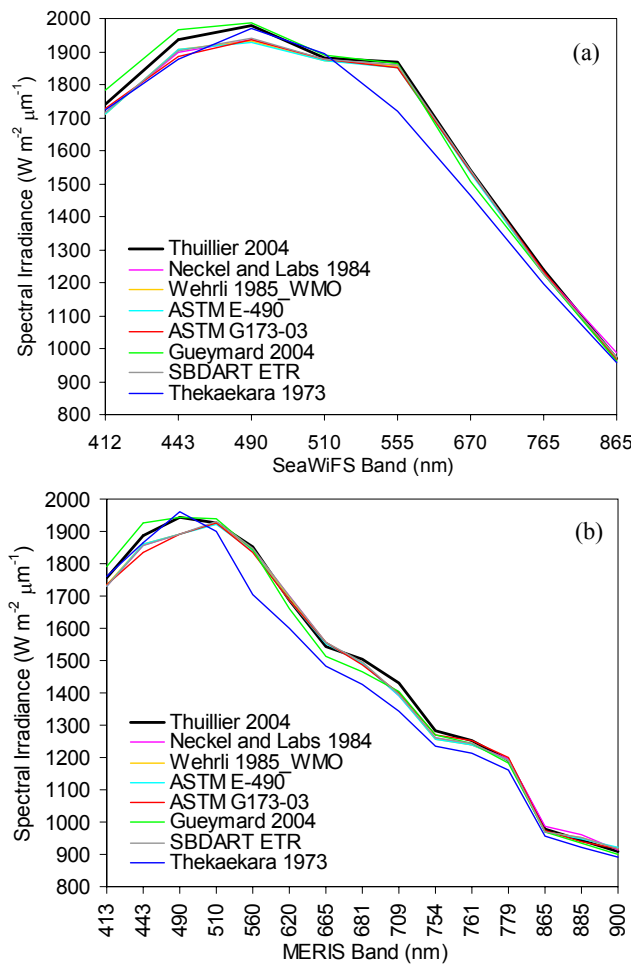 (a)
2000
1900
1800
1700
1600
1500
1400
1300
1200
1100
1000
900
800
Spectral Irradiance (W m⁻² µm⁻¹)
Thuillier 2004
Neckel and Labs 1984
Wehrli 1985_WMO
ASTM E-490
ASTM G173-03
Gueymard 2004
SBDART ETR
Thekaekara 1973
412 443 490 510 555 670 765 865
SeaWiFS Band (nm)
(b)
2000
1900
1800
1700
1600
1500
1400
1300
1200
1100
1000
900
800
Spectral Irradiance (W m⁻² µm⁻¹)
Thuillier 2004
Neckel and Labs 1984
Wehrli 1985_WMO
ASTM E-490
ASTM G173-03
Gueymard 2004
SBDART ETR
Thekaekara 1973
413 443 490 510 560 620 665 681 709 754 761 779 865 885 900
MERIS Band (nm)